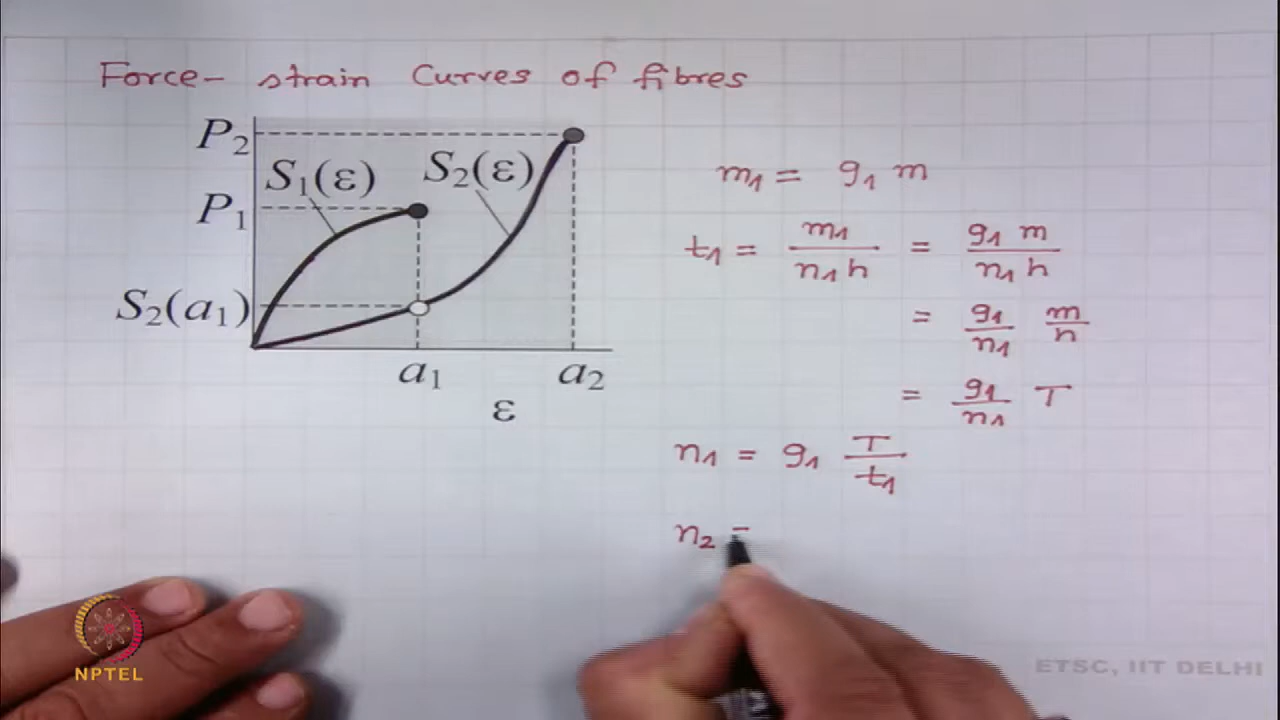 Force- strain Curves of fibres
P₂
S₁(ε) S₂(ε)
P₁
S₂(a₁)
a₁ a₂
ε
m₁ = g₁ m
t₁ = m₁/n₁h = g₁ m/n₁ h
= g₁/n₁ m/h
= g₁/n₁ T
n₁ = g₁ T/t₁
n₂ =
NPTEL
ETSC, IIT DELHI